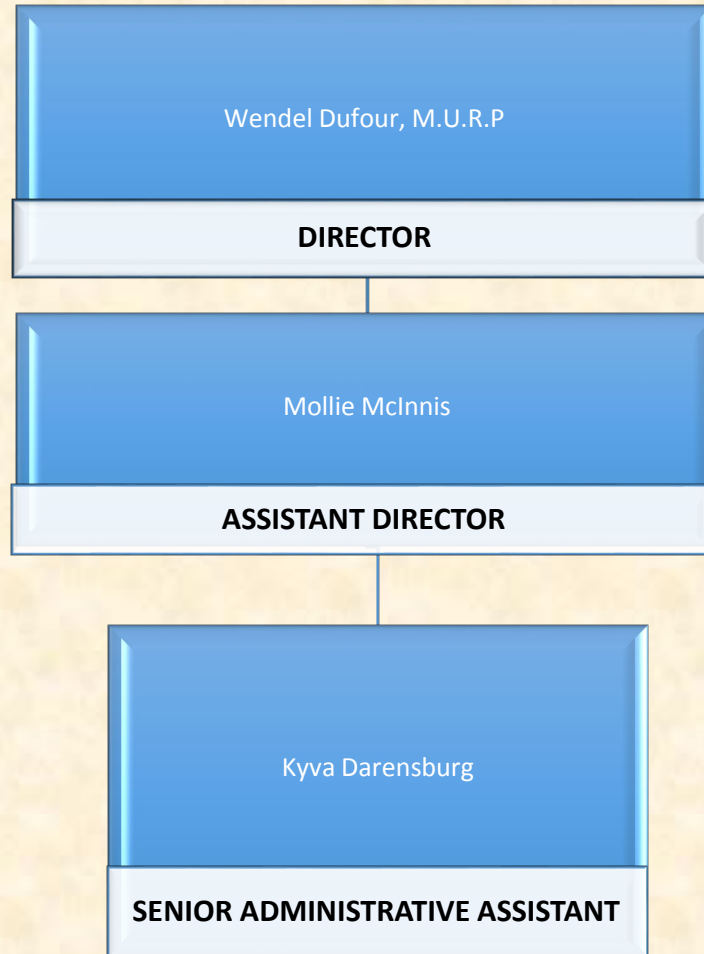 Wendel Dufour, M.U.R.P
DIRECTOR
Mollie McInnis
ASSISTANT DIRECTOR
Kyva Darensburg
SENIOR ADMINISTRATIVE ASSISTANT